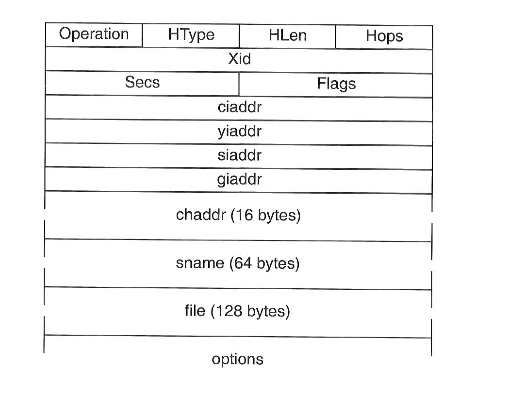 Operation HType HLen Hops
Xid
Secs Flags
ciaddr
yiaddr
siaddr
giaddr
chaddr (16 bytes)
sname (64 bytes)
file (128 bytes)
options